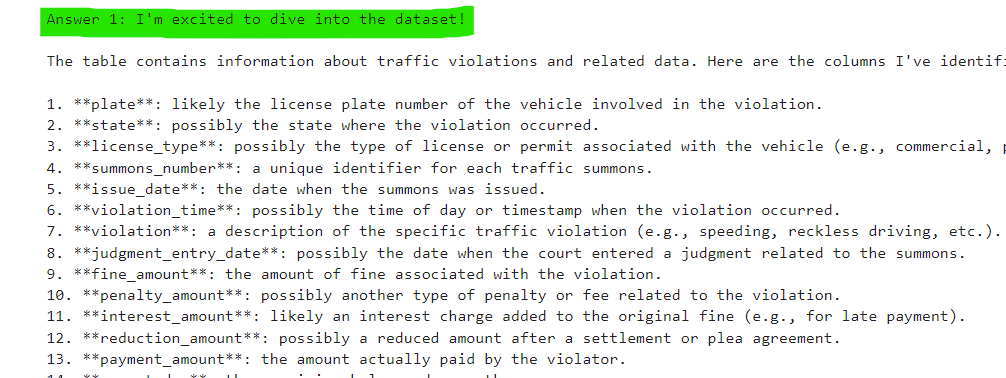 Answer 1: I'm excited to dive into the dataset!
The table contains information about traffic violations and related data. Here are the columns I've
1. **plate**: likely the license plate number of the vehicle involved in the violation.
2. **state**: possibly the state where the violation occurred.
3. **license_type**: possibly the type of license or permit associated with the vehicle (e.g., commercial,
4. **summons_number**: a unique identifier for each traffic summons.
5. **issue_date**: the date when the summons was issued.
6. **violation_time**: possibly the time of day or timestamp when the violation occurred.
7. **violation**: a description of the specific traffic violation (e.g., speeding, reckless driving, etc.).
8. **judgment_entry_date**: possibly the date when the court entered a judgment related to the summons.
9. **fine_amount**: the amount of fine associated with the violation.
10. **penalty_amount**: possibly another type of penalty or fee related to the violation.
11. **interest_amount**: likely an interest charge added to the original fine (e.g., for late payment).
12. **reduction_amount**: possibly a reduced amount after a settlement or plea agreement.
13. **payment_amount**: the amount actually paid by the violator.